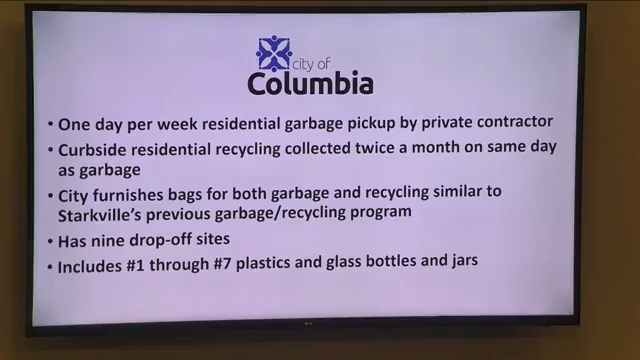 city of
Columbia
• One day per week residential garbage pickup by private contractor
• Curbside residential recycling collected twice a month on same day
as garbage
• City furnishes bags for both garbage and recycling similar to
Starkville's previous garbage/recycling program
• Has nine drop-off sites
• Includes #1 through #7 plastics and glass bottles and jars
LG